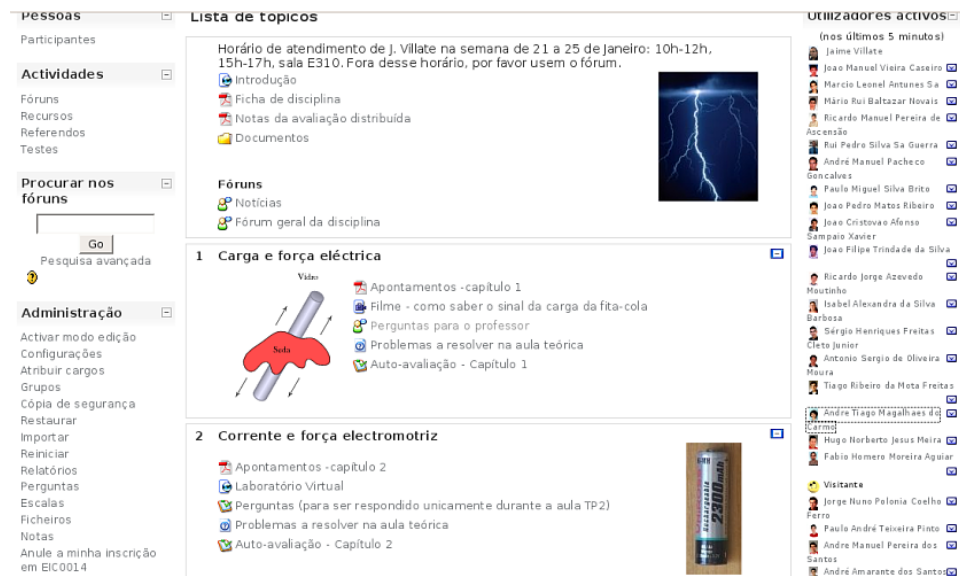 Pessoas
Participantes
Actividades
Fóruns
Recursos
Referendos
Testes
Procurar nos
fóruns
Go
Pesquisa avançada
Administração
Activar modo edição
Configurações
Atribuir cargos
Grupos
Cópia de segurança
Restaurar
Importar
Reiniciar
Relatórios
Perguntas
Escalas
Ficheiros
Notas
Anule a minha inscrição
em EIC0014
Lista de tópicos
Horário de atendimento de J. Villate na semana de 21 a 25 de Janeiro: 10h-12h,
15h-17h, sala E310. Fora desse horário, por favor usem o fórum.
Introdução
Ficha de disciplina
Notas da avaliação distribuída
Documentos
Fóruns
Notícias
Fórum geral da disciplina
1 Carga e força eléctrica
Vidro
Seda
Apontamentos -capítulo 1
Filme - como saber o sinal da carga da fita-cola
Perguntas para o professor
Problemas a resolver na aula teórica
Auto-avaliação - Capítulo 1
2 Corrente e força electromotriz
Apontamentos -capítulo 2
Laboratório Virtual
Perguntas (para ser respondido unicamente durante a aula TP2)
Problemas a resolver na aula teórica
Auto-avaliação - Capítulo 2
Rechargeable
2300mAh
Utilizadores activos
(nos últimos 5 minutos)
Jaime Villate
Joao Manuel Vieira Caseiro
Marcio Leonel Antunes Sa
Mário Rui Baltazar Novais
Ricardo Manuel Pereira de
Ascensão
Rui Pedro Silva Sa Guerra
André Manuel Pacheco
Goncalves
Paulo Miguel Silva Brito
Joao Pedro Matos Ribeiro
Joao Cristovao Afonso
Sampaio Xavier
Joao Filipe Trindade da Silva
Ricardo Jorge Azevedo
Moutinho
Isabel Alexandra da Silva
Barbosa
Sérgio Henriques Freitas
Cleto Junior
Antonio Sergio de Oliveira
Moura
Tiago Ribeiro da Mota Freitas
Andre Tiago Magalhaes do
Carmo
Hugo Norberto Jesus Meira
Fabio Homero Moreira Aguiar
Visitante
Jorge Nuno Polonia Coelho
Ferro
Paulo André Teixeira Pinto
Andre Manuel Pereira dos
Santos
André Amarante dos Santos